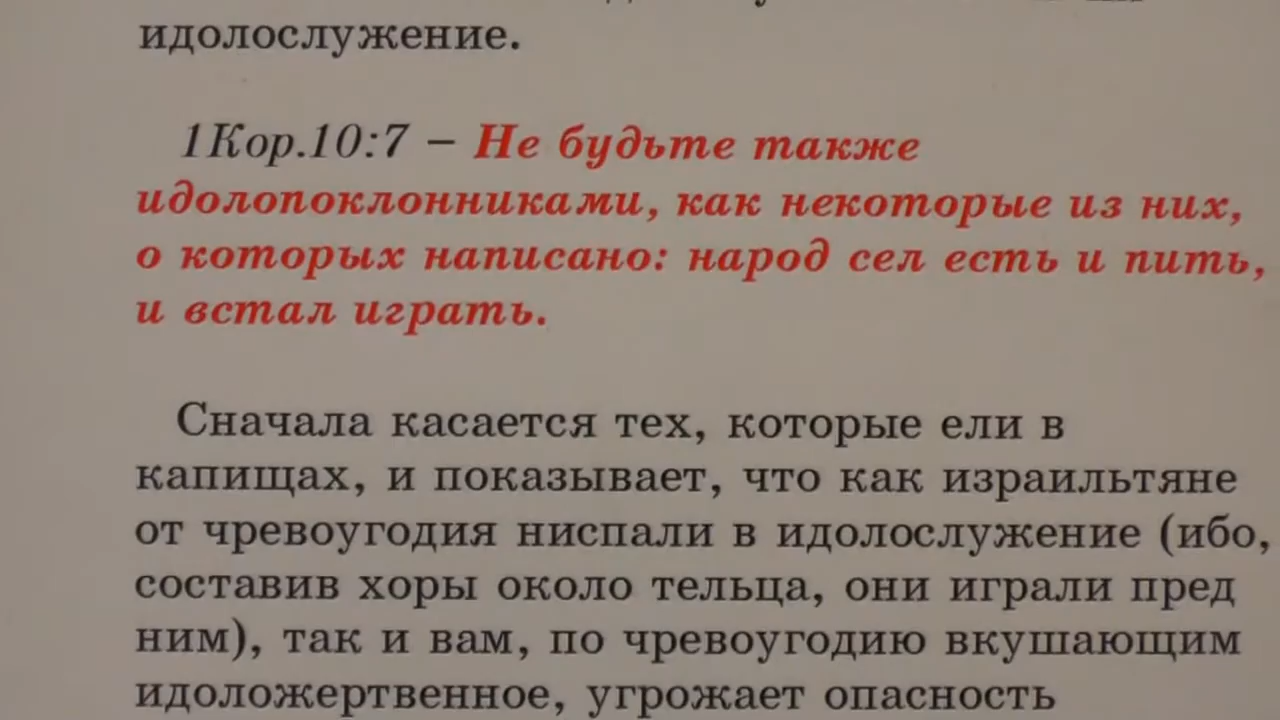 идолослужение.
1Кор.10:7 – Не будьте также
идолопоклонниками, как некоторые из них,
о которых написано: народ сел есть и пить,
и встал играть.
Сначала касается тех, которые ели в
капищах, и показывает, что как израильтяне
от чревоугодия ниспали в идолослужение (ибо,
составив хоры около тельца, они играли пред
ним), так и вам, по чревоугодию вкушающим
идоложертвенное, угрожает опасность